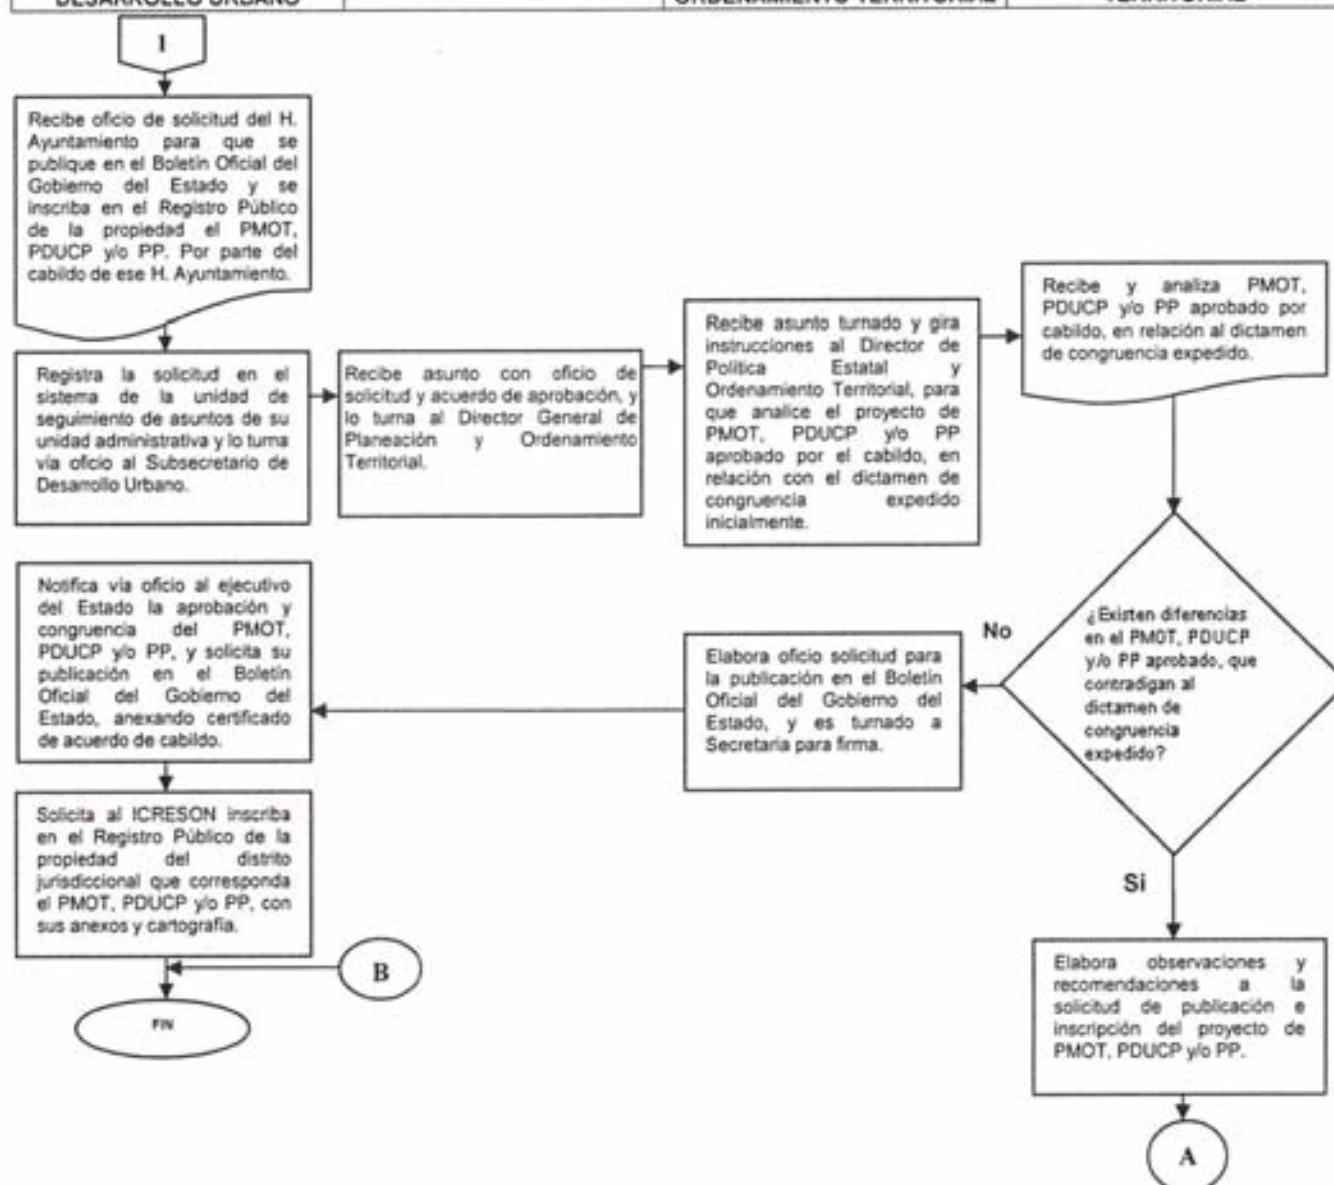 DESARROLLO URBANO
ORDENAMIENTO TERRITORIAL
TERRITORIAL
1
Recibe oficio de solicitud del H.
Ayuntamiento para que se
publique en el Boletín Oficial del
Gobierno del Estado y se
inscriba en el Registro Público
de la propiedad el PMOT,
PDUCP y/o PP. Por parte del
cabildo de ese H. Ayuntamiento.
Registra la solicitud en el
sistema de la unidad de
seguimiento de asuntos de su
unidad administrativa y lo turna
vía oficio al Subsecretario de
Desarrollo Urbano.
Recibe asunto con oficio de
solicitud y acuerdo de aprobación, y
lo turna al Director General de
Planeación y Ordenamiento
Territorial.
Recibe asunto turnado y gira
instrucciones al Director de
Política Estatal y
Ordenamiento Territorial, para
que analice el proyecto de
PMOT, PDUCP y/o PP
aprobado por el cabildo, en
relación con el dictamen de
congruencia expedido
inicialmente.
Recibe y analiza PMOT,
PDUCP y/o PP aprobado por
cabildo, en relación al dictamen
de congruencia expedido.
¿Existen diferencias
en el PMOT, PDUCP
y/o PP aprobado, que
contradigan al
dictamen de
congruencia
expedido?
No
Elabora oficio solicitud para
la publicación en el Boletín
Oficial del Gobierno del
Estado, y es turnado a
Secretaria para firma.
Notifica vía oficio al ejecutivo
del Estado la aprobación y
congruencia del PMOT,
PDUCP y/o PP, y solicita su
publicación en el Boletín
Oficial del Gobierno del
Estado, anexando certificado
de acuerdo de cabildo.
Solicita al ICRESON inscriba
en el Registro Público de la
propiedad del distrito
jurisdiccional que corresponda
el PMOT, PDUCP y/o PP, con
sus anexos y cartografía.
B
FIN
Si
Elabora observaciones y
recomendaciones a la
solicitud de publicación e
inscripción del proyecto de
PMOT, PDUCP y/o PP.
A